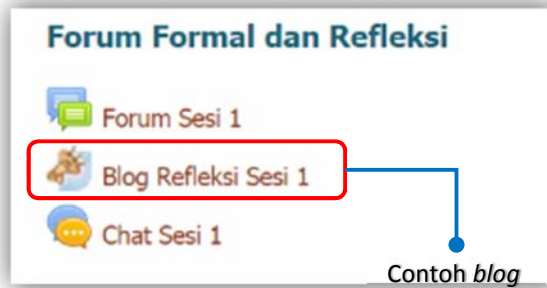 Forum Formal dan Refleksi
Forum Sesi 1
Blog Refleksi Sesi 1
Chat Sesi 1
Contoh blog